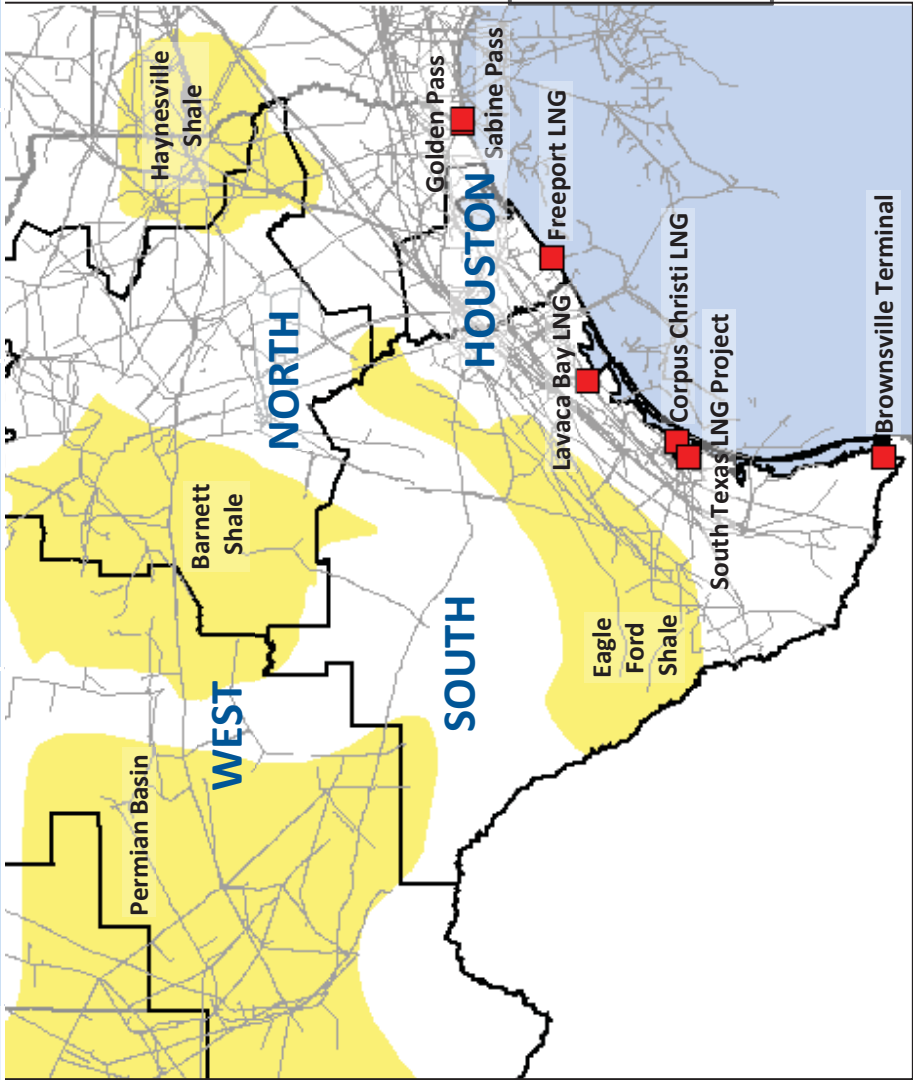 Haynesville
Shale
Golden Pass
Sabine Pass
Freeport LNG
HOUSTON
NORTH
Lavaca Bay LNG
Corpus Christi LNG
South Texas LNG Project
Brownsville Terminal
Barnett
Shale
Eagle
Ford
Shale
SOUTH
WEST
Permian Basin